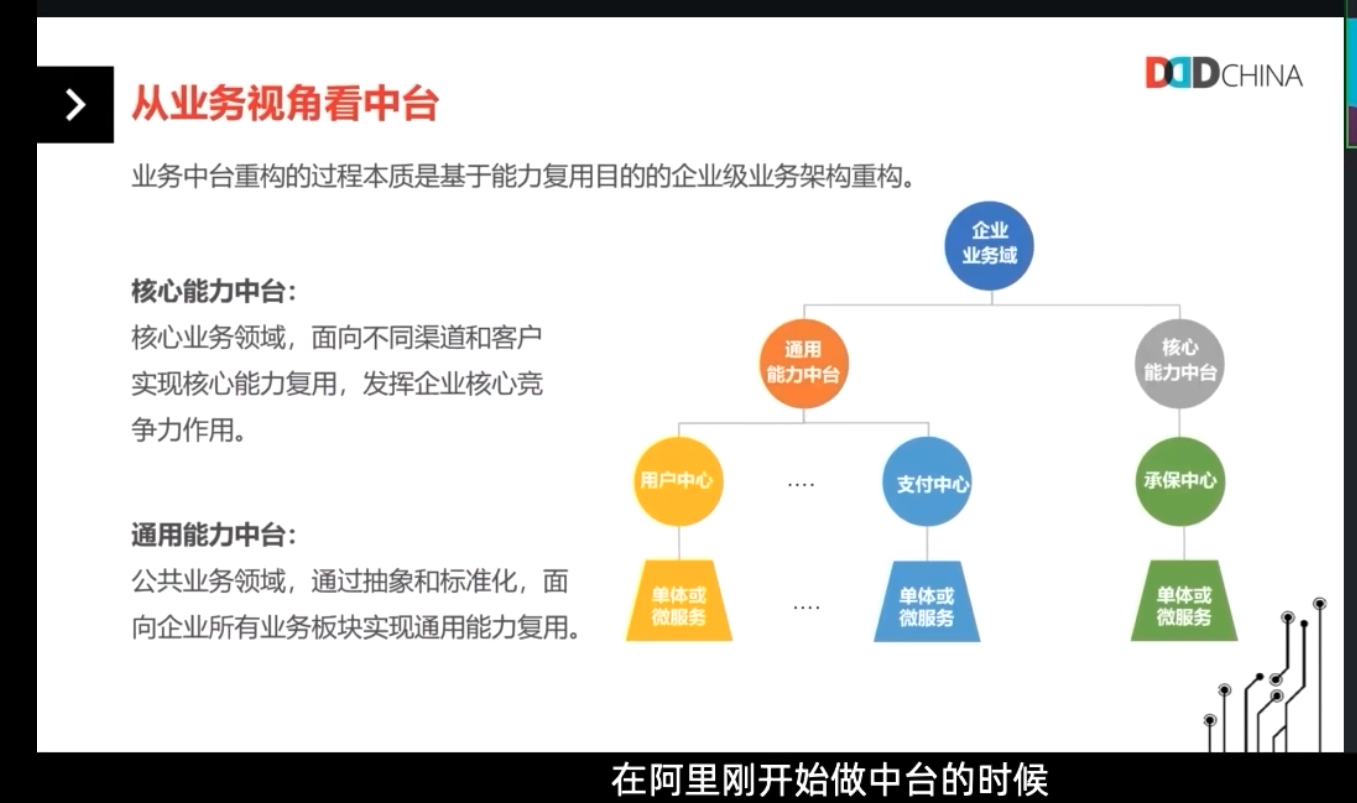 DDDCHINA
从业务视角看中台
业务中台重构的过程本质是基于能力复用目的的企业级业务架构重构。
核心能力中台：
核心业务领域，面向不同渠道和客户
实现核心能力复用，发挥企业核心竞
争力作用。
通用能力中台：
公共业务领域，通过抽象和标准化，面
向企业所有业务板块实现通用能力复用。
企业
业务域
通用
能力中台
核心
能力中台
用户中心
....
支付中心
承保中心
单体或
微服务
....
单体或
微服务
单体或
微服务
在阿里刚开始做中台的时候